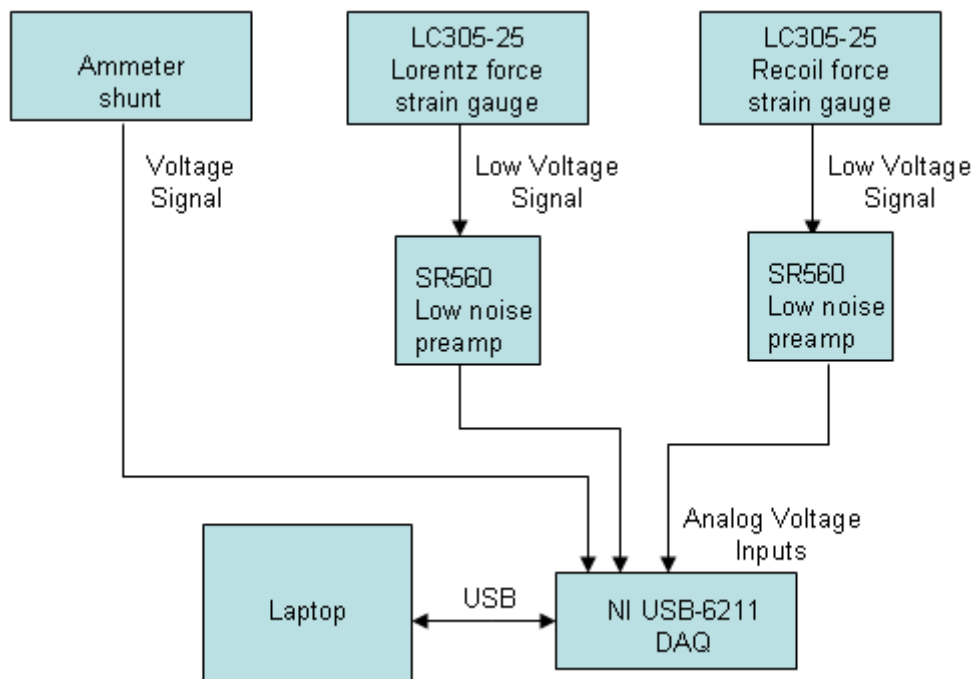 Ammeter
shunt
LC305-25
Lorentz force
strain gauge
LC305-25
Recoil force
strain gauge
Voltage
Signal
Low Voltage
Signal
Low Voltage
Signal
SR560
Low noise
preamp
SR560
Low noise
preamp
Analog Voltage
Inputs
Laptop
USB
NI USB-6211
DAQ